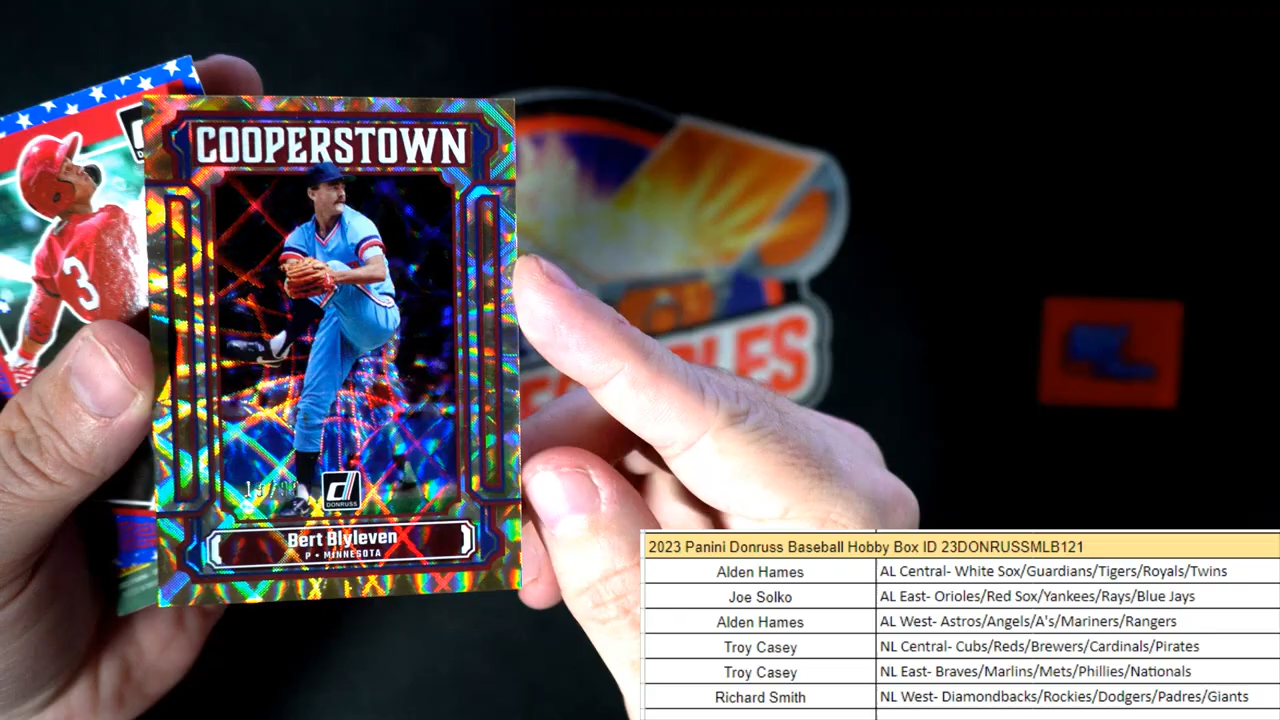 COOPERSTOWN
3
DONRUSS
Bert Blyleven
P • MINNESOTA
2023 Panini Donruss Baseball Hobby Box ID 23DONRUSSMLB121
Alden Hames AL Central- White Sox/Guardians/Tigers/Royals/Twins
Joe Solko AL East- Orioles/Red Sox/Yankees/Rays/Blue Jays
Alden Hames AL West- Astros/Angels/A's/Mariners/Rangers
Troy Casey NL Central- Cubs/Reds/Brewers/Cardinals/Pirates
Troy Casey NL East- Braves/Marlins/Mets/Phillies/Nationals
Richard Smith NL West- Diamondbacks/Rockies/Dodgers/Padres/Giants